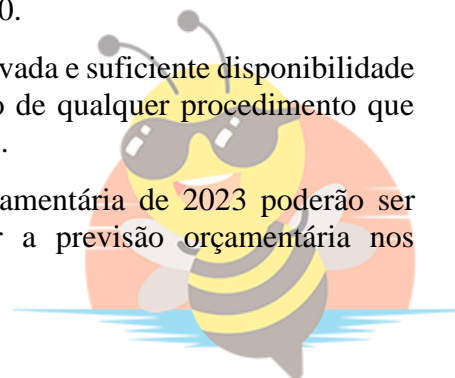 0.
vada e suficiente disponibilidade
o de qualquer procedimento que
.
amentária de 2023 poderão ser
r a previsão orçamentária nos